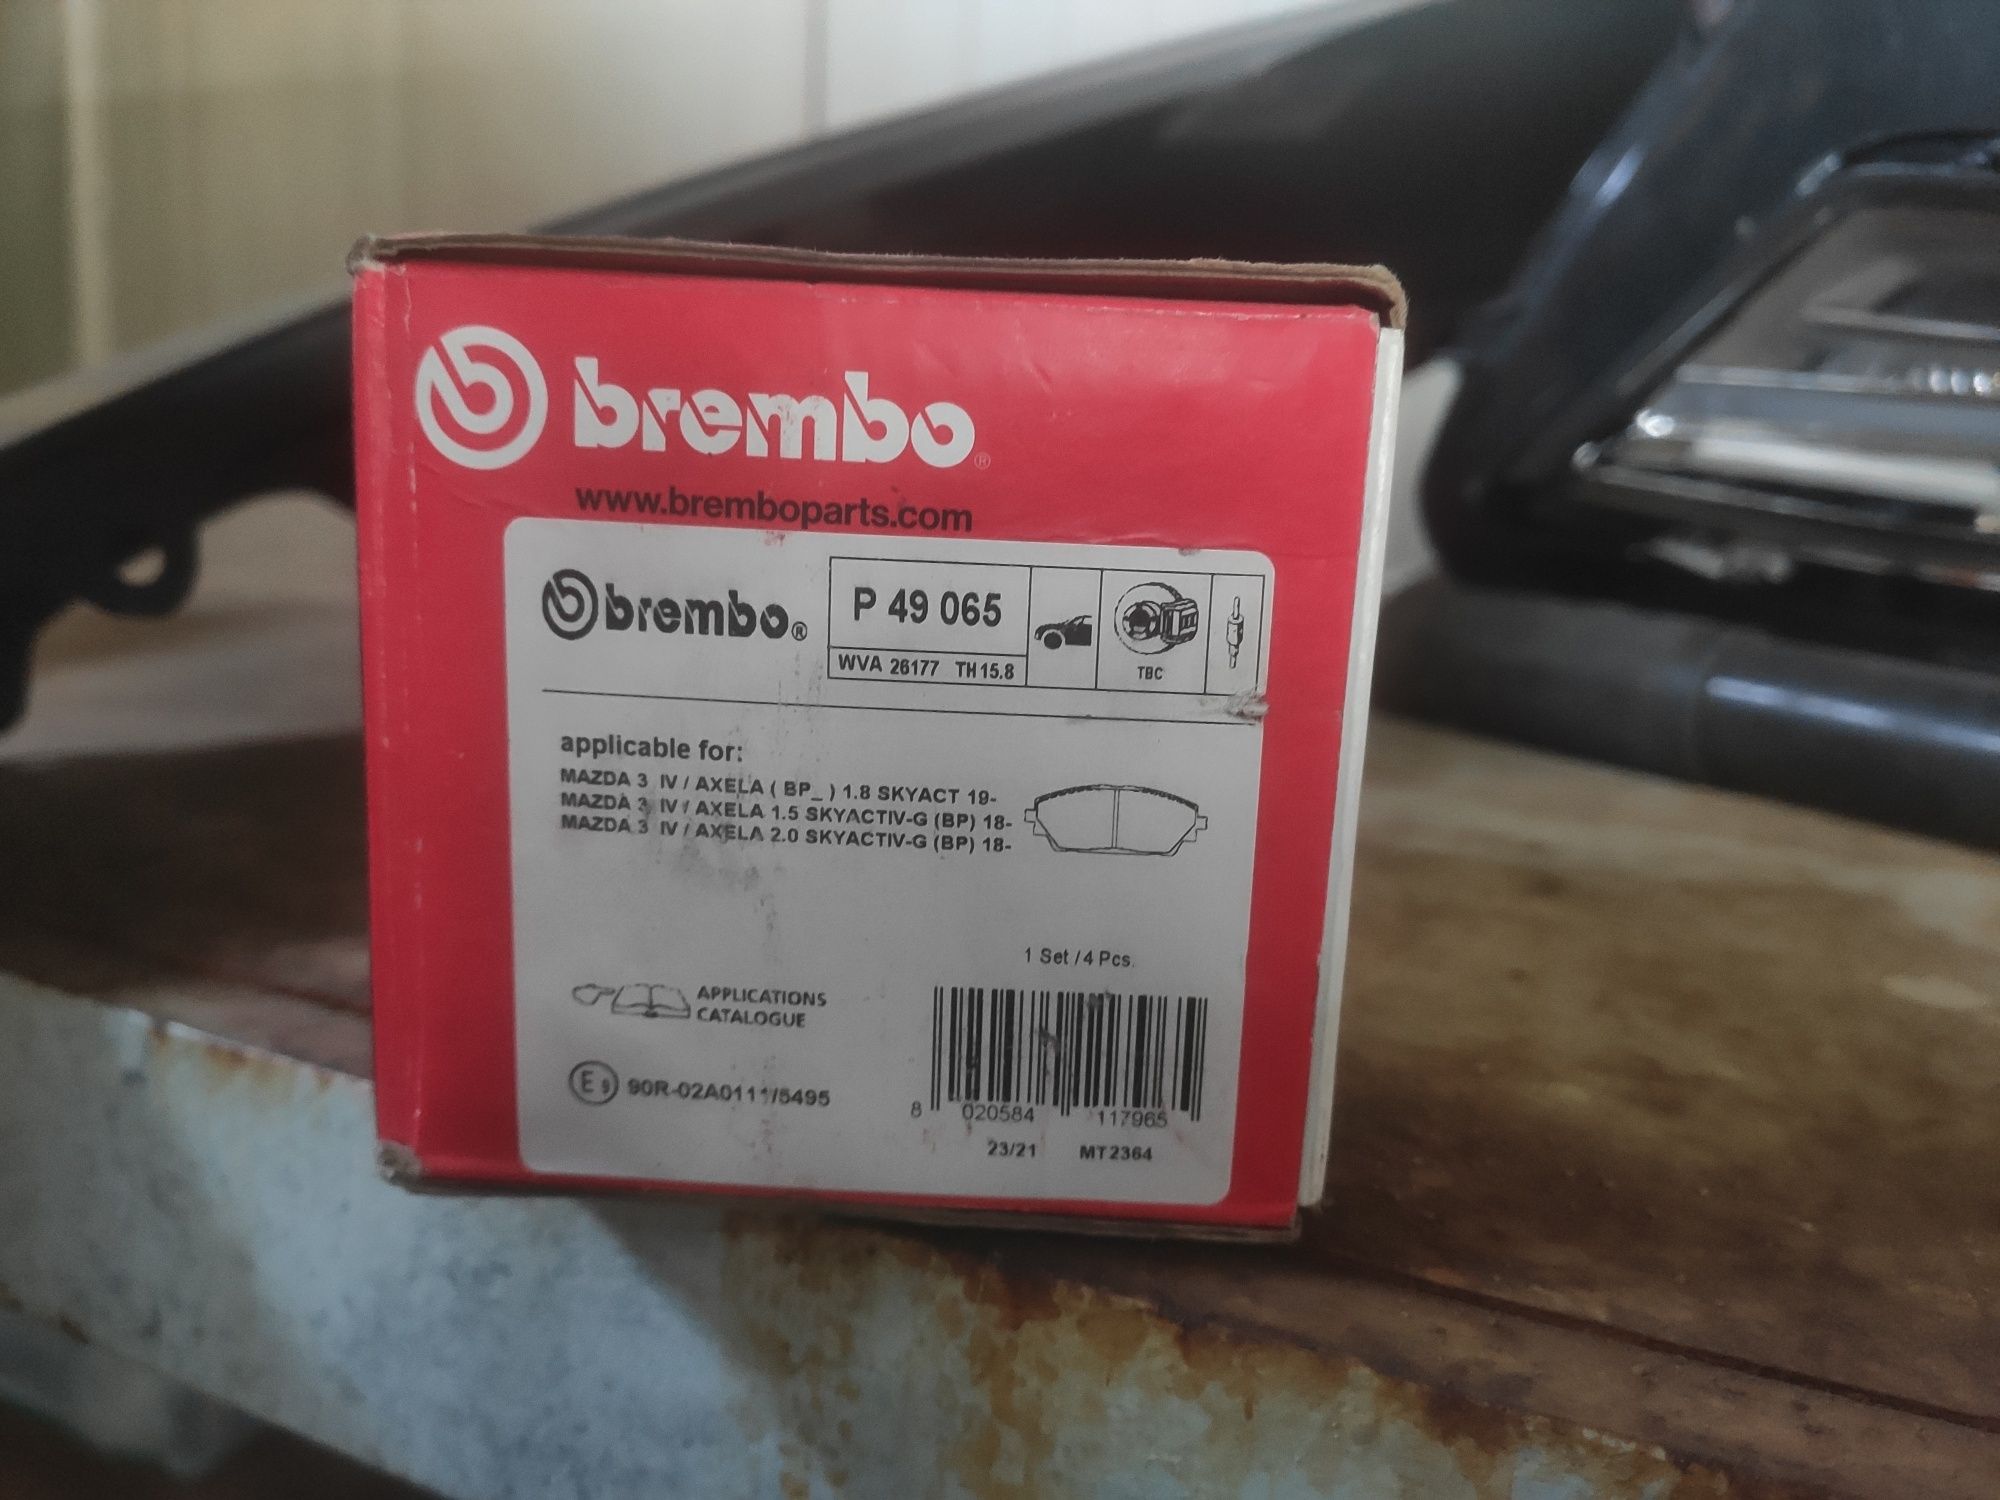 brembo®
www.bremboparts.com
brembo®
P 49 065
WVA 26177 TH 15.8
TBC
applicable for:
MAZDA 3 IV / AXELA ( BP_ ) 1.8 SKYACT 19-
MAZDA 3 IV / AXELA 1.5 SKYACTIV-G (BP) 18-
MAZDA 3 IV / AXELA 2.0 SKYACTIV-G (BP) 18-
1 Set / 4 Pcs.
APPLICATIONS
CATALOGUE
E9 90R-02A0111/5495
8 020584 117965
23/21 MT2364